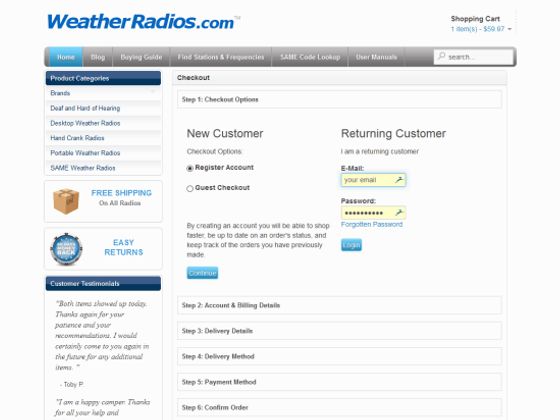 WeatherRadios.com™
Shopping Cart
1 item(s) - $59.97
Home
Blog
Buying Guide
Find Stations & Frequencies
SAME Code Lookup
User Manuals
search...
Product Categories
Brands
Deaf and Hard of Hearing
Desktop Weather Radios
Hand Crank Radios
Portable Weather Radios
SAME Weather Radios
FREE SHIPPING
On All Radios
MONEY
BACK
EASY
RETURNS
Customer Testimonials
"Both items showed up today.
Thanks again for your
patience and your
recommendations. I would
certainly come to you again in
the future for any additional
items. "
- Toby P
"I am a happy camper. Thanks
for all your help and
Checkout
Step 1: Checkout Options
New Customer
Checkout Options:
Register Account
Guest Checkout
By creating an account you will be able to shop
faster, be up to date on an order's status, and
keep track of the orders you have previously
made.
Continue
Returning Customer
I am a returning customer
E-Mail:
your email
Password:
••••••••••
Forgotten Password
Login
Step 2: Account & Billing Details
Step 3: Delivery Details
Step 4: Delivery Method
Step 5: Payment Method
Step 6: Confirm Order